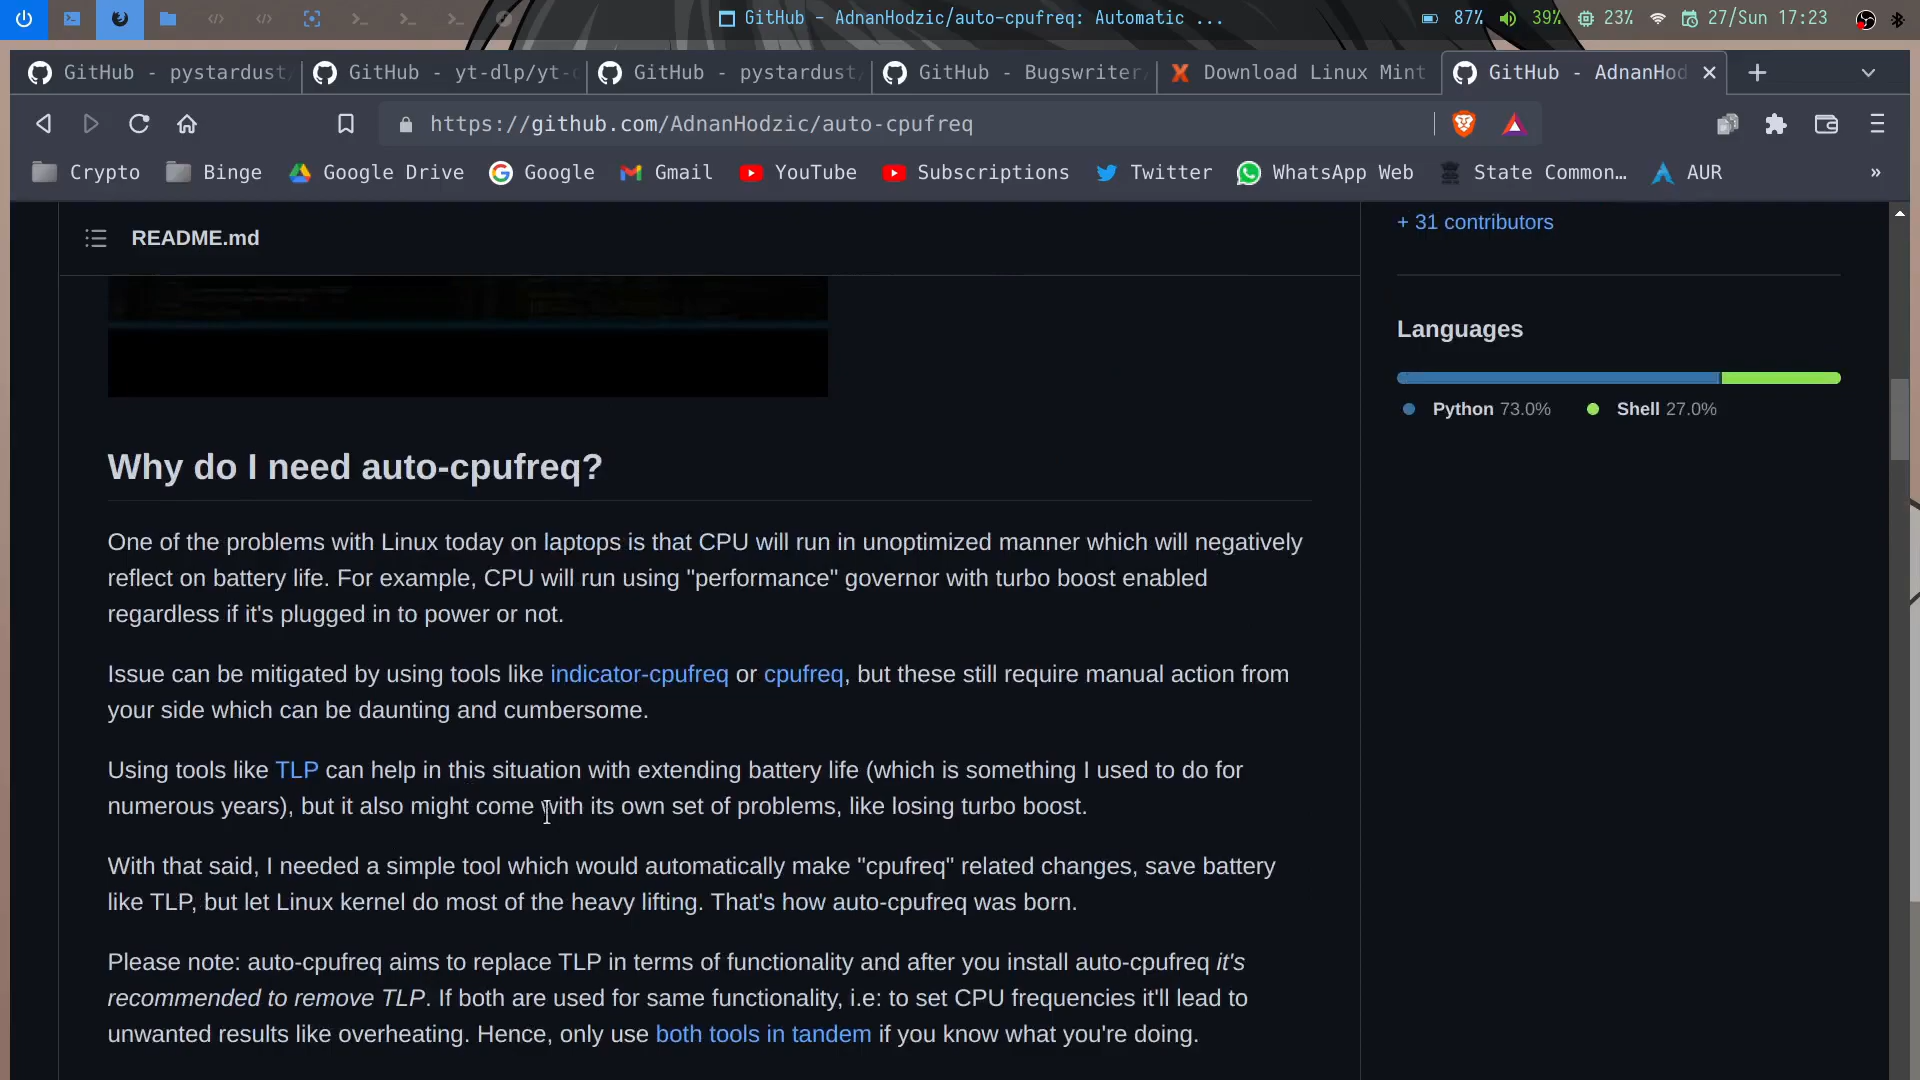 GitHub - AdnanHodzic/auto-cpufreq: Automatic ...
87% 39% 23% 27/Sun 17:23
GitHub - pystardust/
GitHub - yt-dlp/yt-d
GitHub - pystardust/
GitHub - Bugswriter/
Download Linux Mint
GitHub - AdnanHod
https://github.com/AdnanHodzic/auto-cpufreq
Crypto Binge Google Drive Google Gmail YouTube Subscriptions Twitter WhatsApp Web State Common… AUR »
README.md
Why do I need auto-cpufreq?
One of the problems with Linux today on laptops is that CPU will run in unoptimized manner which will negatively
reflect on battery life. For example, CPU will run using "performance" governor with turbo boost enabled
regardless if it's plugged in to power or not.
Issue can be mitigated by using tools like indicator-cpufreq or cpufreq, but these still require manual action from
your side which can be daunting and cumbersome.
Using tools like TLP can help in this situation with extending battery life (which is something I used to do for
numerous years), but it also might come with its own set of problems, like losing turbo boost.
With that said, I needed a simple tool which would automatically make "cpufreq" related changes, save battery
like TLP, but let Linux kernel do most of the heavy lifting. That's how auto-cpufreq was born.
Please note: auto-cpufreq aims to replace TLP in terms of functionality and after you install auto-cpufreq it's
recommended to remove TLP. If both are used for same functionality, i.e: to set CPU frequencies it'll lead to
unwanted results like overheating. Hence, only use both tools in tandem if you know what you're doing.
+ 31 contributors
Languages
Python 73.0% Shell 27.0%